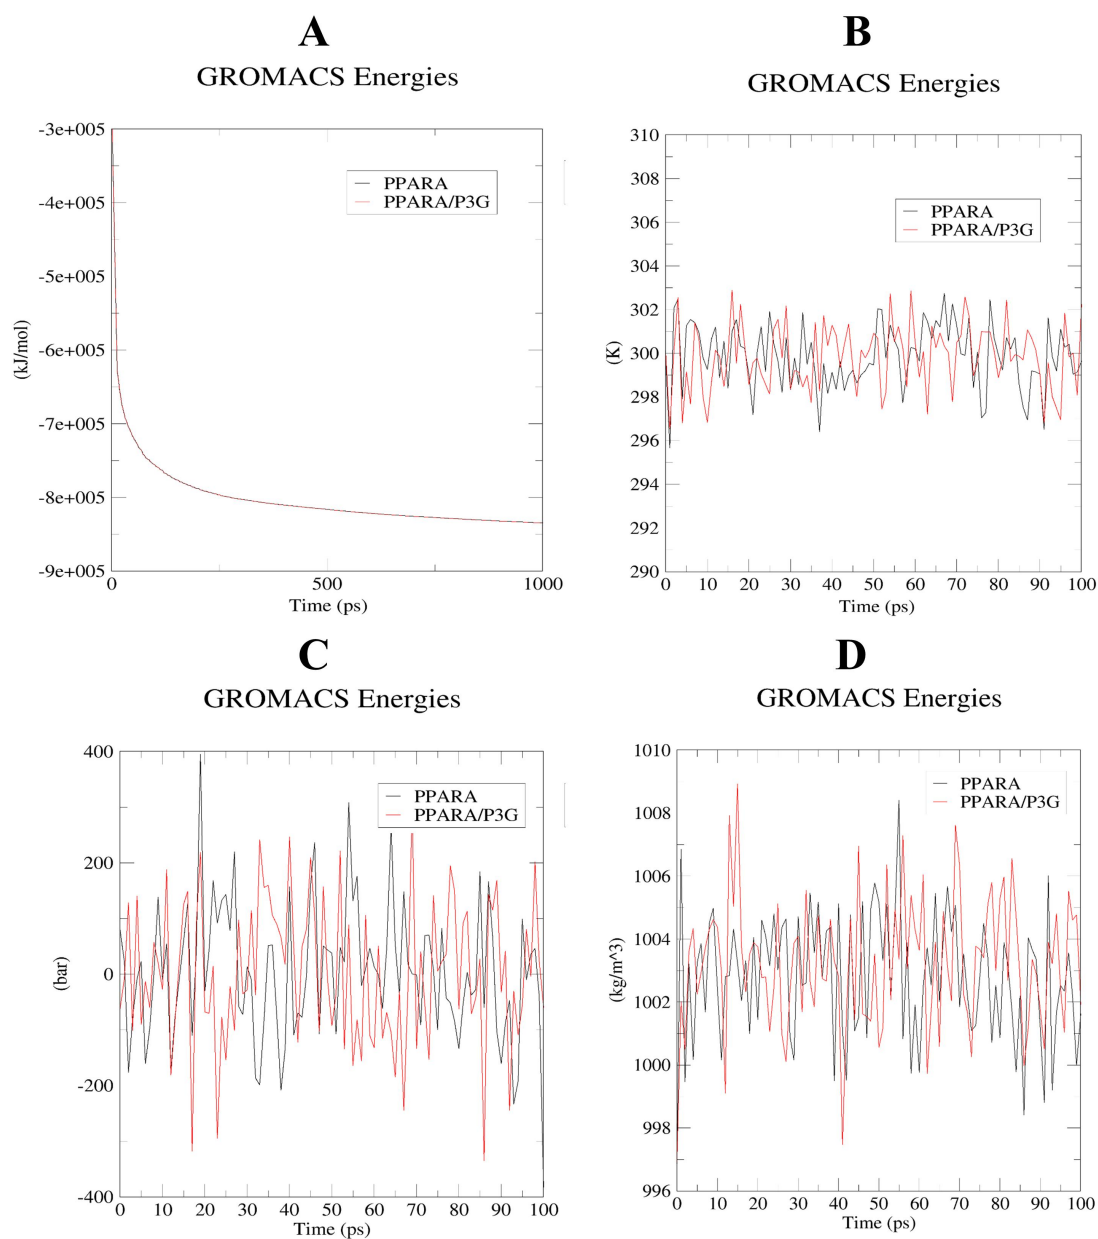 A
GROMACS Energies
-3e+005
-4e+005
-5e+005
-6e+005
-7e+005
-8e+005
-9e+005
(kJ/mol)
PPARA
PPARA/P3G
0
500
1000
Time (ps)
B
GROMACS Energies
310
308
306
304
302
300
298
296
294
292
290
(K)
PPARA
PPARA/P3G
0
10
20
30
40
50
60
70
80
90
100
Time (ps)
C
GROMACS Energies
400
200
0
-200
-400
(bar)
PPARA
PPARA/P3G
0
10
20
30
40
50
60
70
80
90
100
Time (ps)
D
GROMACS Energies
1010
1008
1006
1004
1002
1000
998
996
(kg/m^3)
PPARA
PPARA/P3G
0
10
20
30
40
50
60
70
80
90
100
Time (ps)